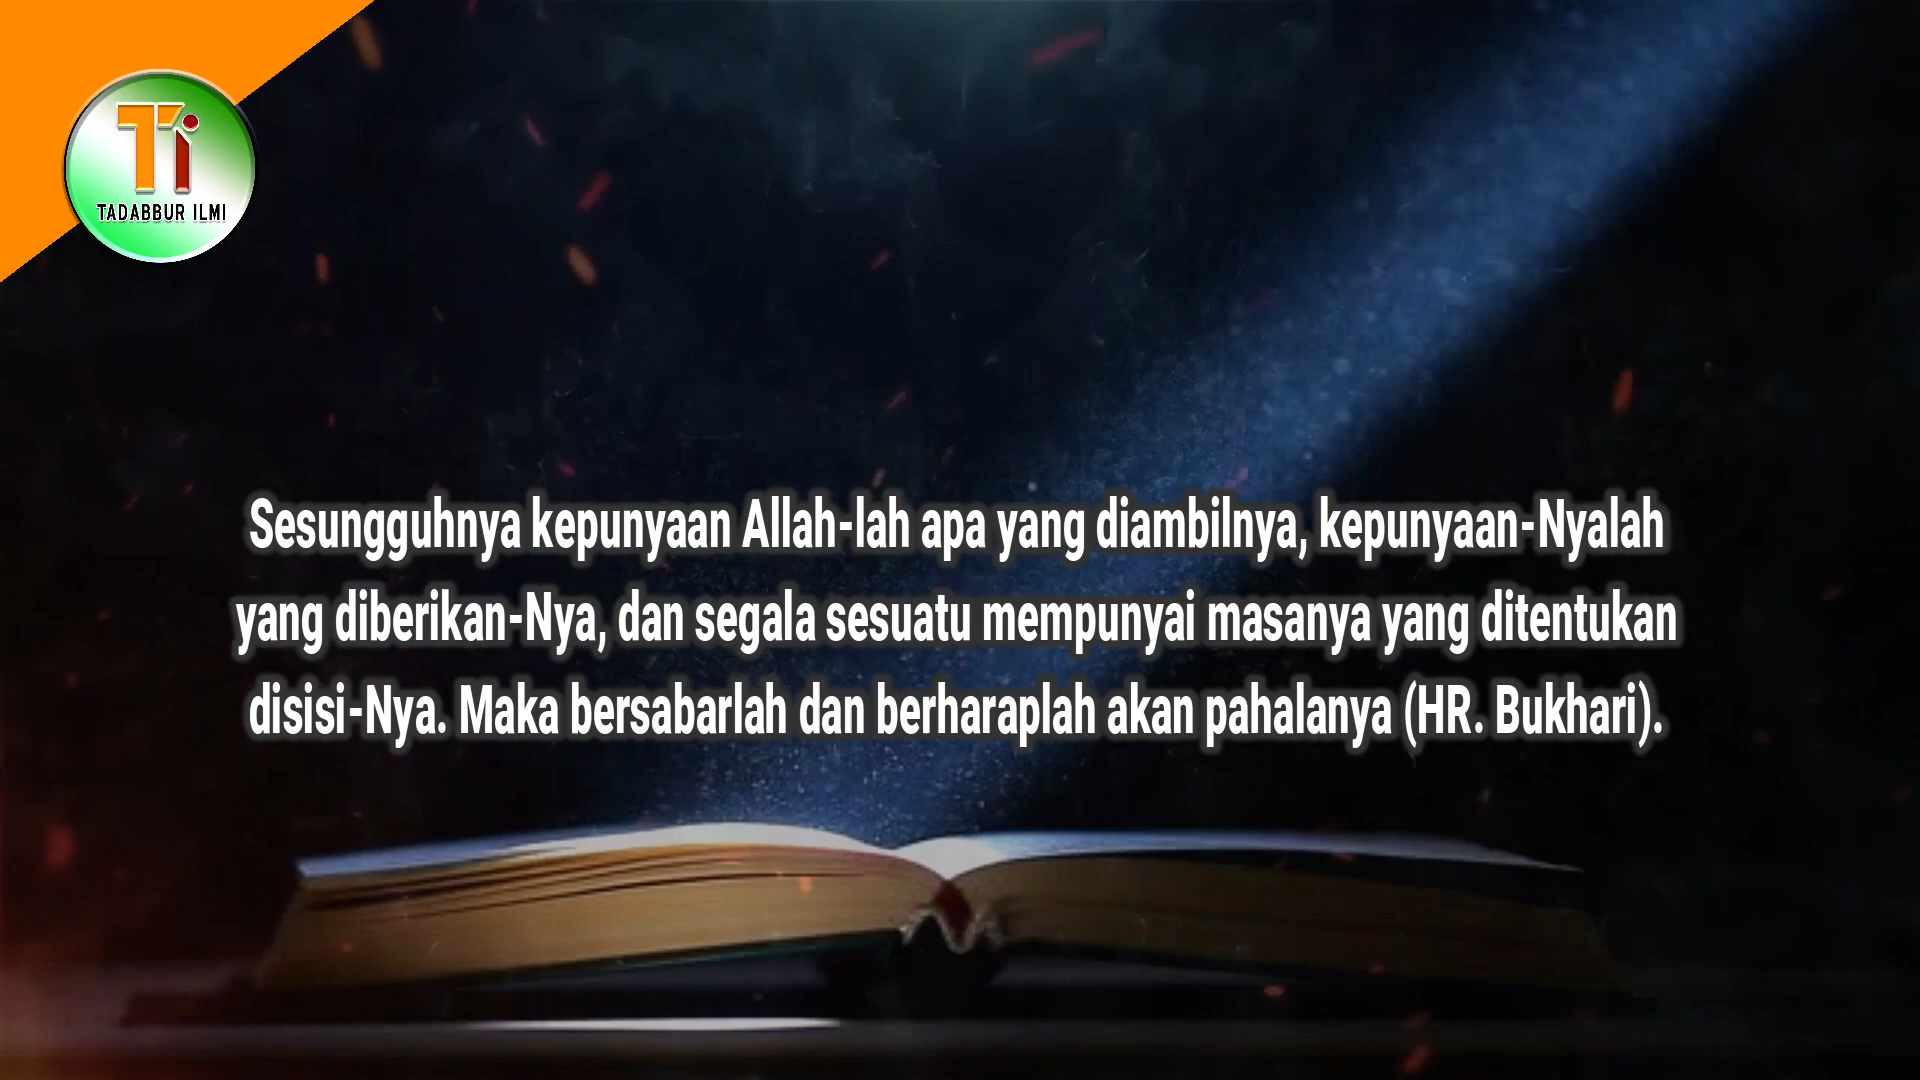 Ti
TADABBUR ILMI
Sesungguhnya kepunyaan Allah-lah apa yang diambilnya, kepunyaan-Nyalah
yang diberikan-Nya, dan segala sesuatu mempunyai masanya yang ditentukan
disisi-Nya. Maka bersabarlah dan berharaplah akan pahalanya (HR. Bukhari).